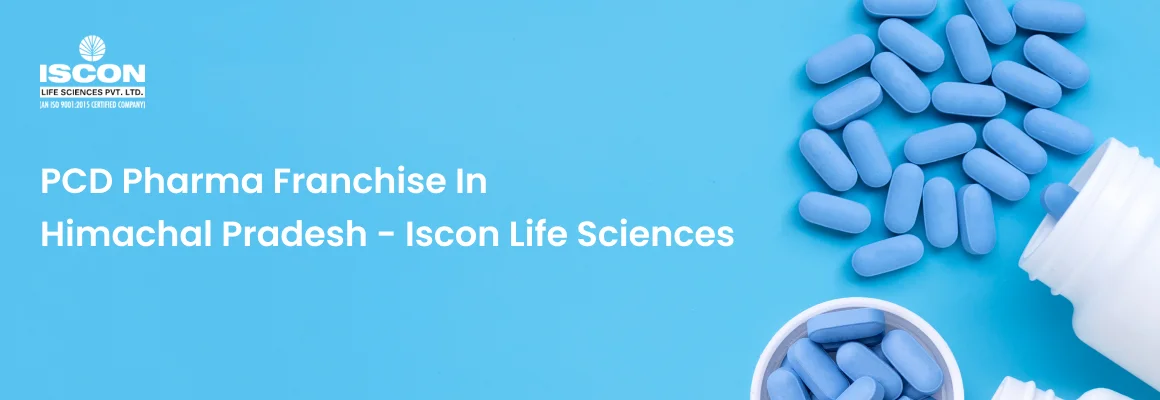 ISCON
LIFE SCIENCES PVT. LTD.
(AN ISO 9001:2015 CERTIFIED COMPANY)
PCD Pharma Franchise In
Himachal Pradesh - Iscon Life Sciences